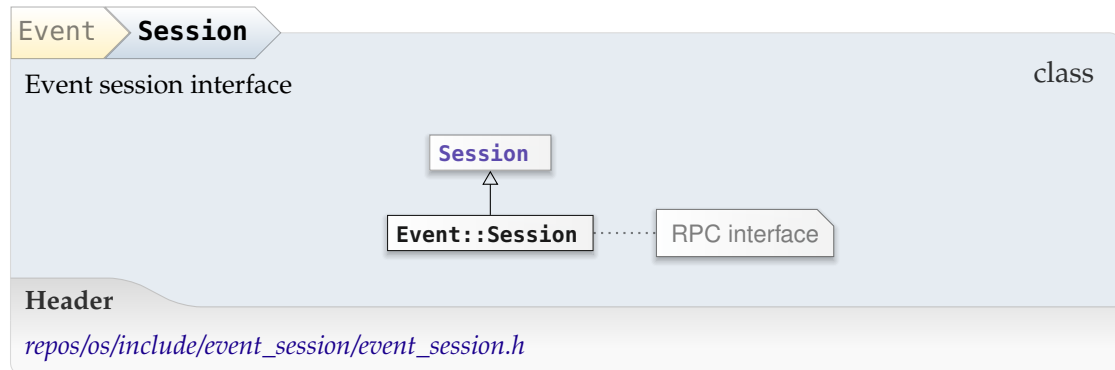 Event Session
class
Event session interface
Session
Event::Session RPC interface
Header
repos/os/include/event_session/event_session.h